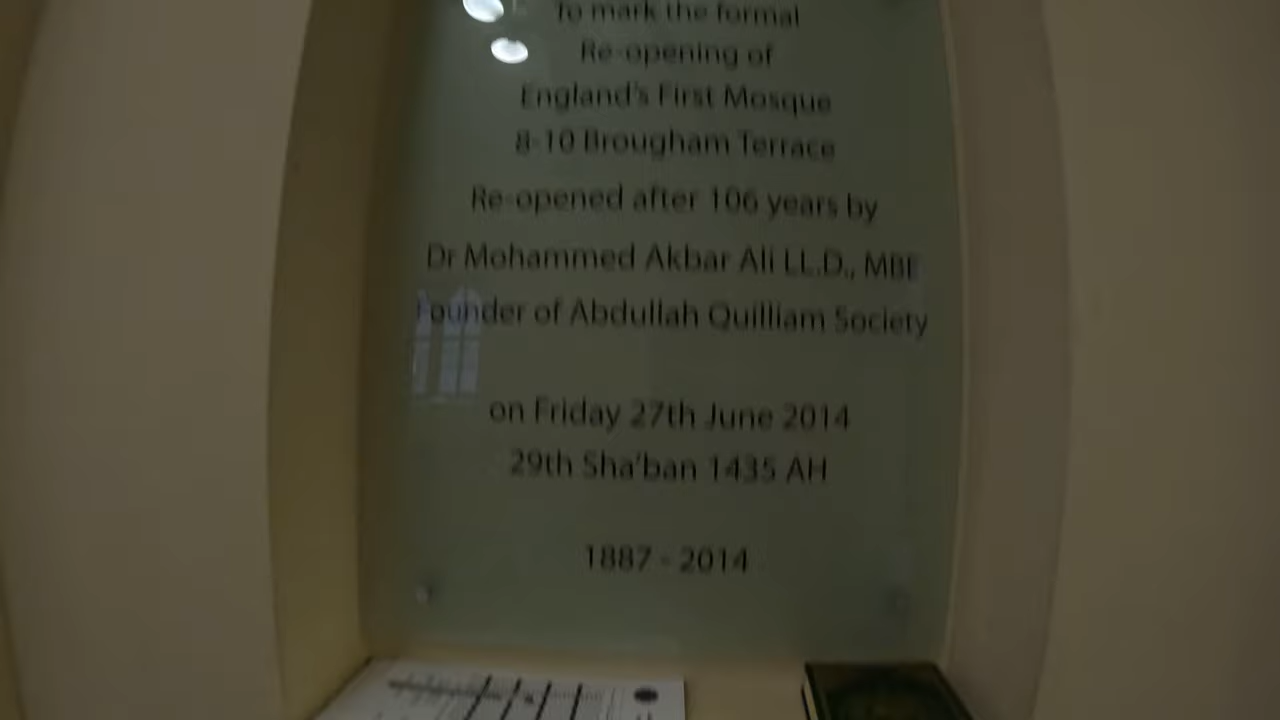 To mark the formal
Re-opening of
England's First Mosque
8-10 Brougham Terrace
Re-opened after 106 years by
Dr Mohammed Akbar Ali LL.D., MBE
Founder of Abdullah Quilliam Society
on Friday 27th June 2014
29th Sha'ban 1435 AH
1887 - 2014